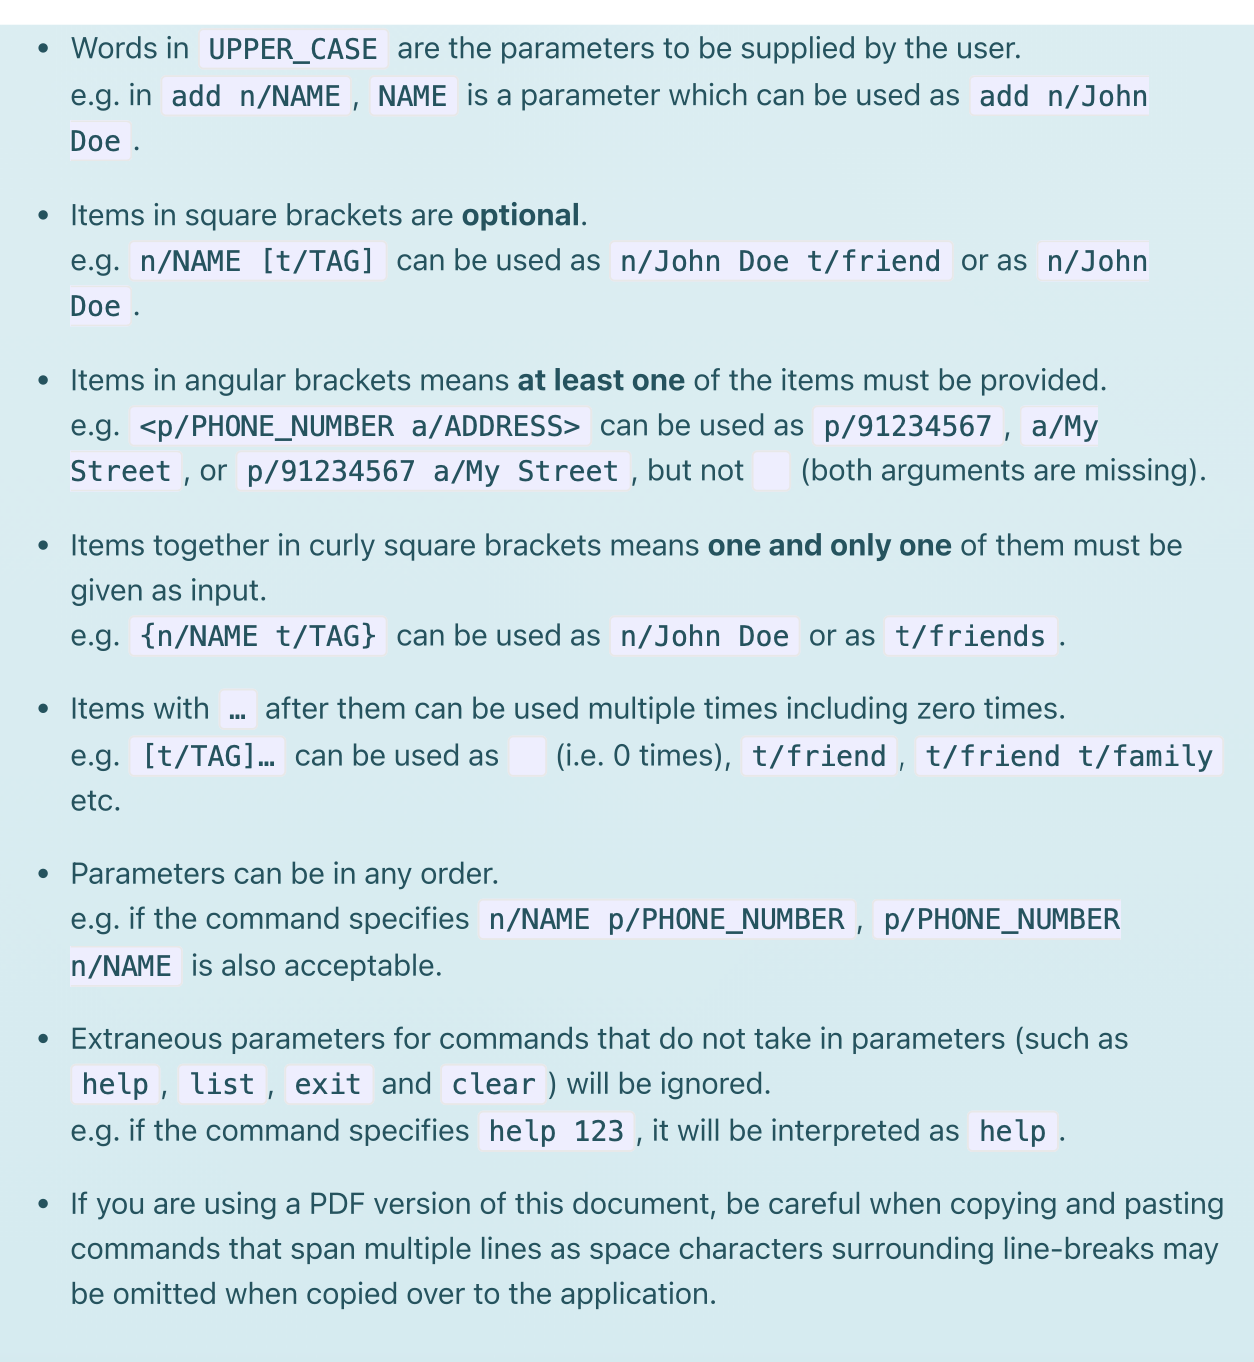 • Words in UPPER_CASE are the parameters to be supplied by the user.
e.g. in add n/NAME , NAME is a parameter which can be used as add n/John
Doe .
• Items in square brackets are optional.
e.g. n/NAME [t/TAG] can be used as n/John Doe t/friend or as n/John
Doe .
• Items in angular brackets means at least one of the items must be provided.
e.g. <p/PHONE_NUMBER a/ADDRESS> can be used as p/91234567 , a/My
Street , or p/91234567 a/My Street , but not (both arguments are missing).
• Items together in curly square brackets means one and only one of them must be
given as input.
e.g. {n/NAME t/TAG} can be used as n/John Doe or as t/friends .
• Items with … after them can be used multiple times including zero times.
e.g. [t/TAG]… can be used as (i.e. 0 times), t/friend , t/friend t/family
etc.
• Parameters can be in any order.
e.g. if the command specifies n/NAME p/PHONE_NUMBER , p/PHONE_NUMBER
n/NAME is also acceptable.
• Extraneous parameters for commands that do not take in parameters (such as
help , list , exit and clear ) will be ignored.
e.g. if the command specifies help 123 , it will be interpreted as help .
• If you are using a PDF version of this document, be careful when copying and pasting
commands that span multiple lines as space characters surrounding line-breaks may
be omitted when copied over to the application.